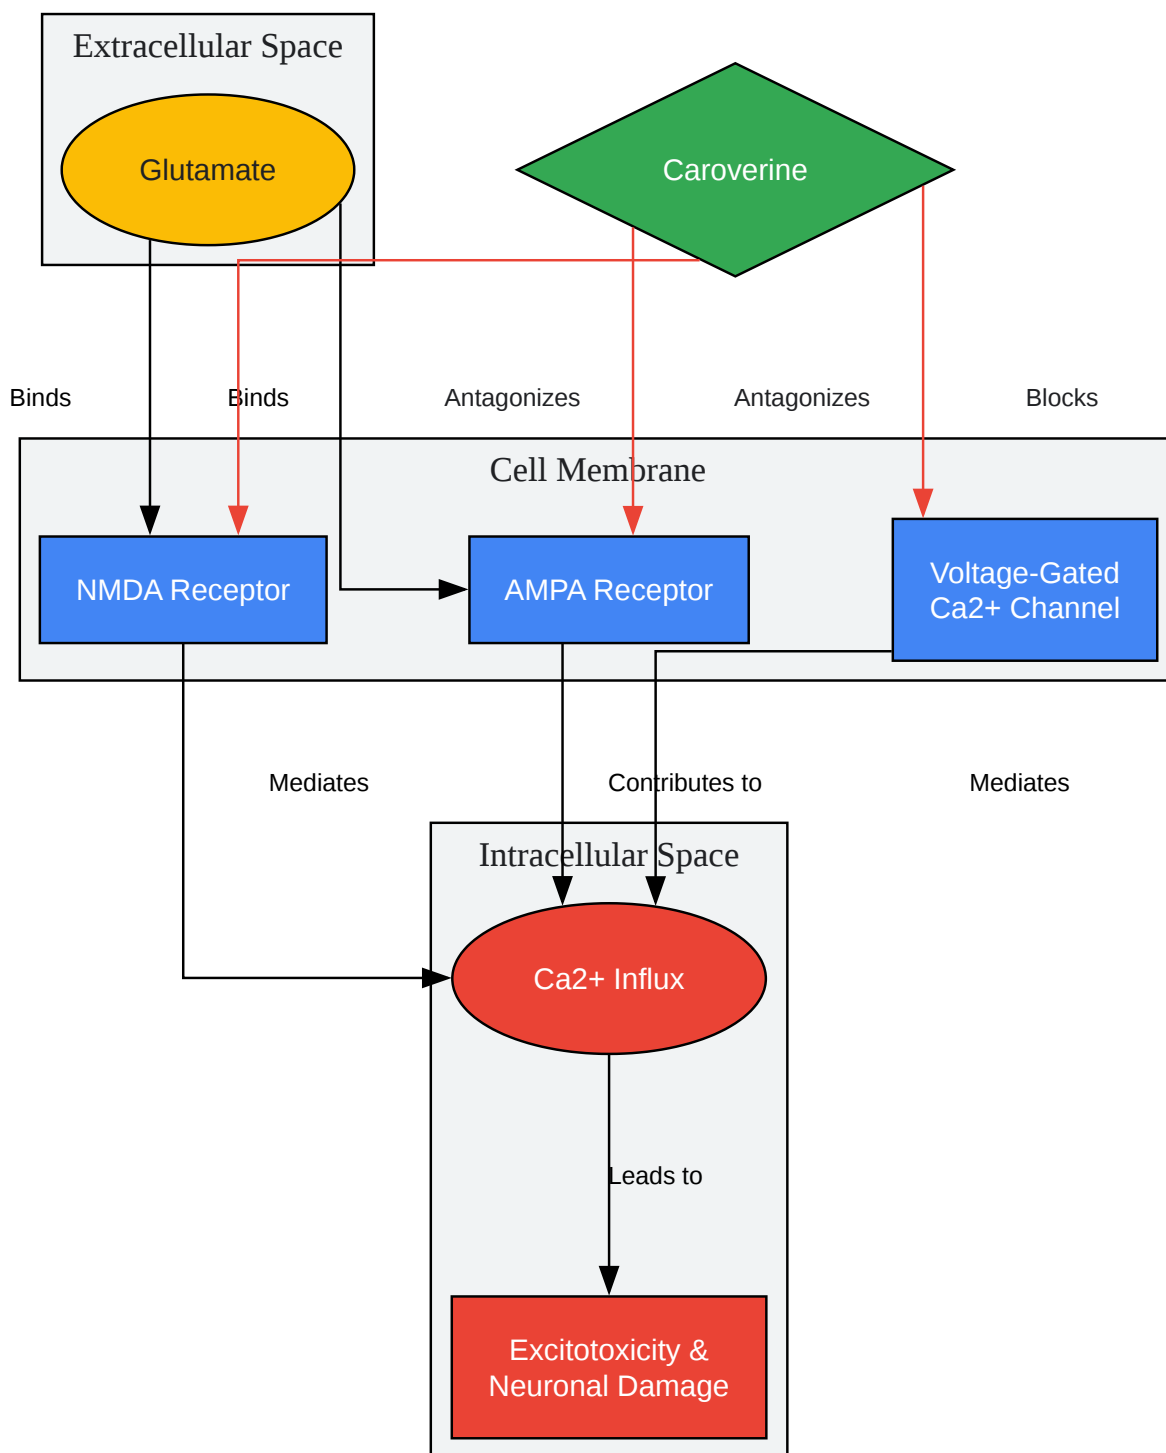 Extracellular Space
Glutamate
Caroverine
Binds
Binds
Antagonizes
Antagonizes
Blocks
Cell Membrane
NMDA Receptor
AMPA Receptor
Voltage-Gated
Ca2+ Channel
Mediates
Contributes to
Mediates
Intracellular Space
Ca2+ Influx
Leads to
Excitotoxicity &
Neuronal Damage